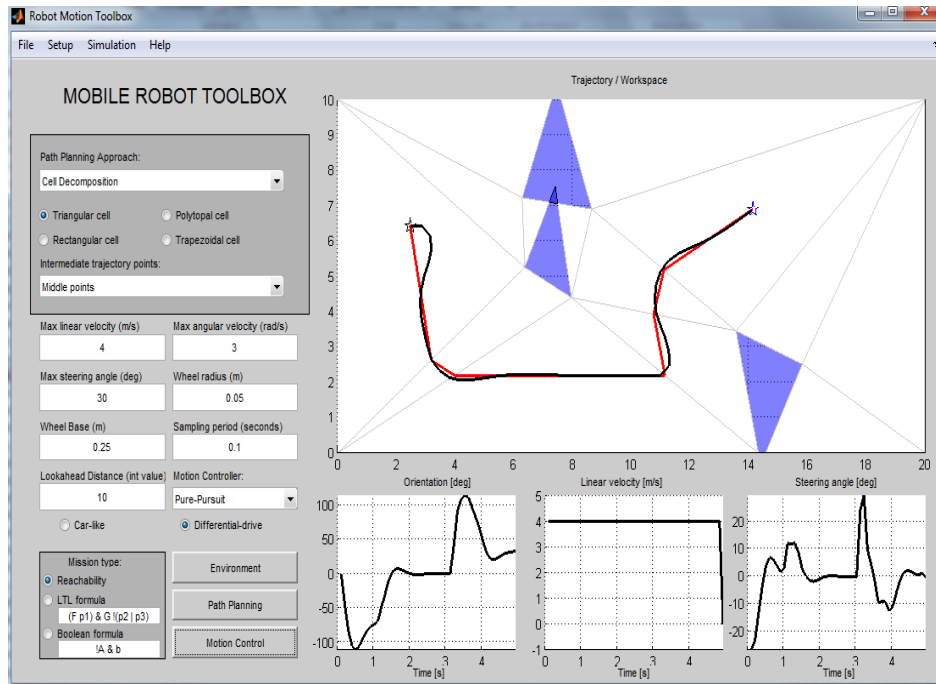 Robot Motion Toolbox
File Setup Simulation Help
MOBILE ROBOT TOOLBOX
Path Planning Approach:
Cell Decomposition
Triangular cell Polytopal cell
Rectangular cell Trapezoidal cell
Intermediate trajectory points:
Middle points
Max linear velocity (m/s) Max angular velocity (rad/s)
4 3
Max steering angle (deg) Wheel radius (m)
30 0.05
Wheel Base (m) Sampling period (seconds)
0.25 0.1
Lookahead Distance (int value) Motion Controller:
10 Pure-Pursuit
Car-like Differential-drive
Mission type:
Reachability
LTL formula
(F p1) & G !(p2 | p3)
Boolean formula
!A & b
Environment
Path Planning
Motion Control
Trajectory / Workspace
10
9
8
7
6
5
4
3
2
1
0
0 2 4 6 8 10 12 14 16 18 20
Orientation [deg]
100
50
0
-50
-100
0 1 2 3 4
Time [s]
Linear velocity [m/s]
5
4
3
2
1
0
-1
0 1 2 3 4
Time [s]
Steering angle [deg]
20
10
0
-10
-20
0 1 2 3 4
Time [s]